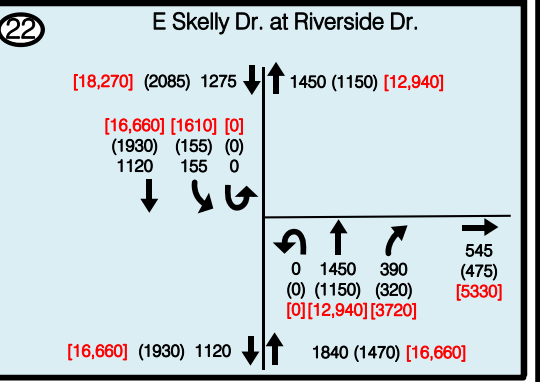 22
E Skelly Dr. at Riverside Dr.
[18,270] (2085) 1275
1450 (1150) [12,940]
[16,660] [1610] [0]
(1930) (155) (0)
1120 155 0
0 1450 390
(0) (1150) (320)
[0] [12,940] [3720]
545
(475)
[5330]
[16,660] (1930) 1120
1840 (1470) [16,660]